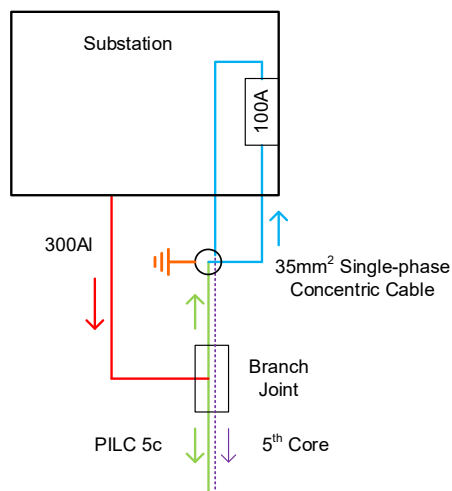 Substation
100A
300Al
35mm² Single-phase
Concentric Cable
Branch
Joint
PILC 5c
5th Core